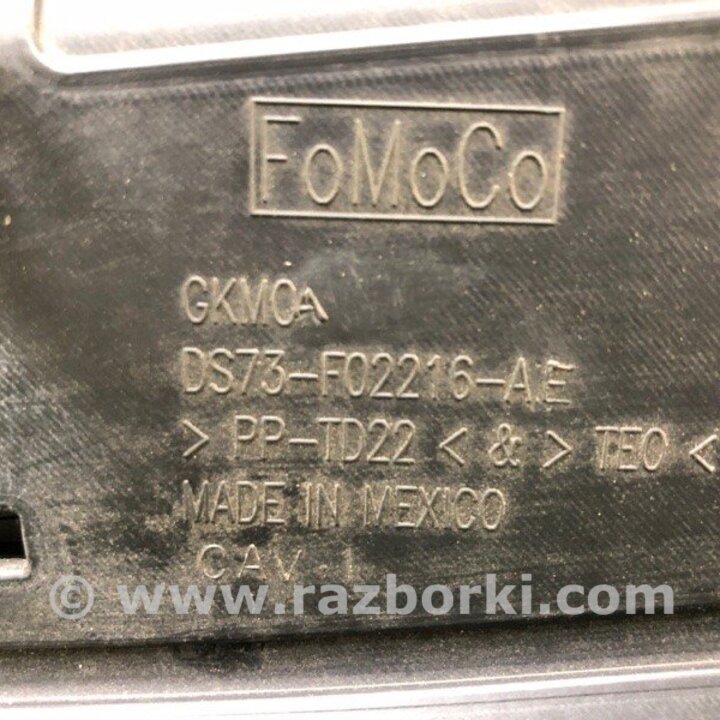 FoMoCo
GKMCA
DS73-F02216-AE
> PP-TD22 < & > TEO <
MADE IN MEXICO
CAV 1
© www.razborki.com